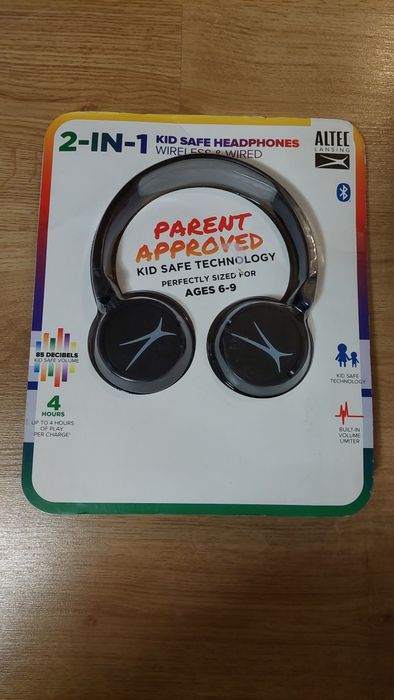 2-IN-1
KID SAFE HEADPHONES
WIRELESS & WIRED
ALTEC
LANSING
PARENT
APPROVED
KID SAFE TECHNOLOGY
PERFECTLY SIZED FOR
AGES 6-9
85 DECIBELS
KID SAFE VOLUME
4
HOURS
UP TO 4 HOURS
OF PLAY
PER CHARGE
KID SAFE
TECHNOLOGY
BUILT-IN
VOLUME
LIMITER